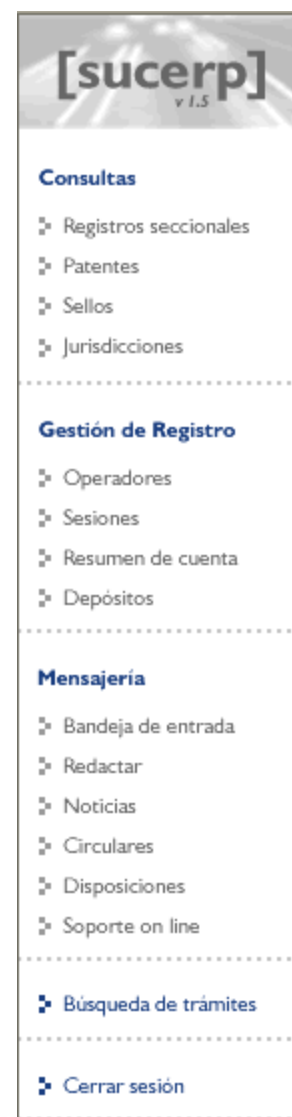 [sucerp]
v 1.5
Consultas
Registros seccionales
Patentes
Sellos
Jurisdicciones
Gestión de Registro
Operadores
Sesiones
Resumen de cuenta
Depósitos
Mensajería
Bandeja de entrada
Redactar
Noticias
Circulares
Disposiciones
Soporte on line
Búsqueda de trámites
Cerrar sesión